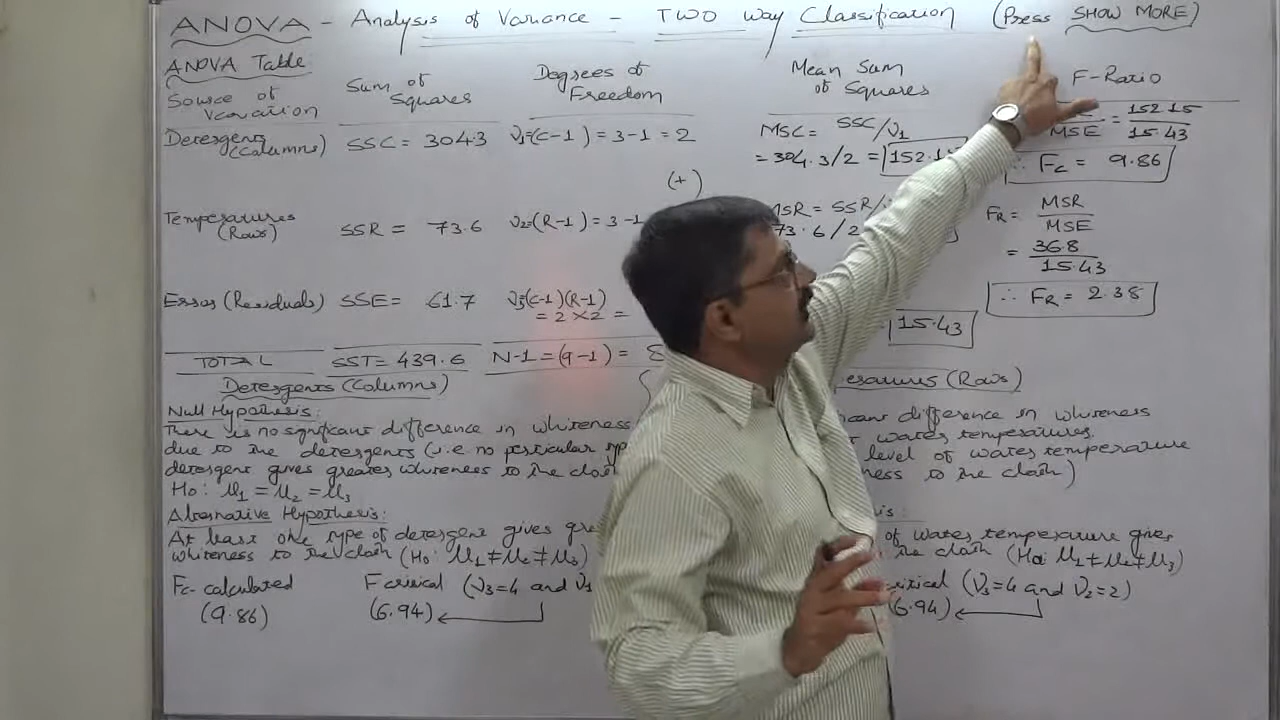 ANOVA - Analysis of Variance - TWO Way Classification (Press SHOW MORE)
ANOVA Table
Source of Variation
Sum of Squares
Degrees of Freedom
Mean Sum of Squares
F-Ratio
Detergents (Columns) SSC = 304.3 ν1=(c-1) = 3-1 = 2 MSC = SSC/ν1 = 152.15
= 304.3/2 = 152.1 MSE 15.43
∴ Fc = 9.86
(+)
Temperatures (Rows) SSR = 73.6 ν2=(R-1) = 3-1 MSR = SSR/ FR = MSR
73.6/2 MSE
= 36.8
15.43
∴ FR = 2.38
Error (Residuals) SSE = 61.7 ν3=(c-1)(R-1)
= 2 × 2 = 15.43
TOTAL SST = 439.6 N-1 = (9-1) = 8
Detergents (Columns) (Rows)
Null Hypothesis:
There is no significant difference in whiteness difference in whiteness
due to the detergents (i.e. no particular water temperatures.
level of water temperature
detergent gives greater whiteness to the to the cloth)
H0: μ1 = μ2 = μ3
Alternative Hypothesis:
At least one type of detergent gives of water temperature gives
whiteness to the cloth (H0: μ1 ≠ μ2 ≠ μ3) the cloth (Ha: μ1 ≠ μ2 ≠ μ3)
Fc-calculated F critical (ν3=4 and ν1 (ν3=4 and ν2=2)
(9.86) (6.94) (6.94)